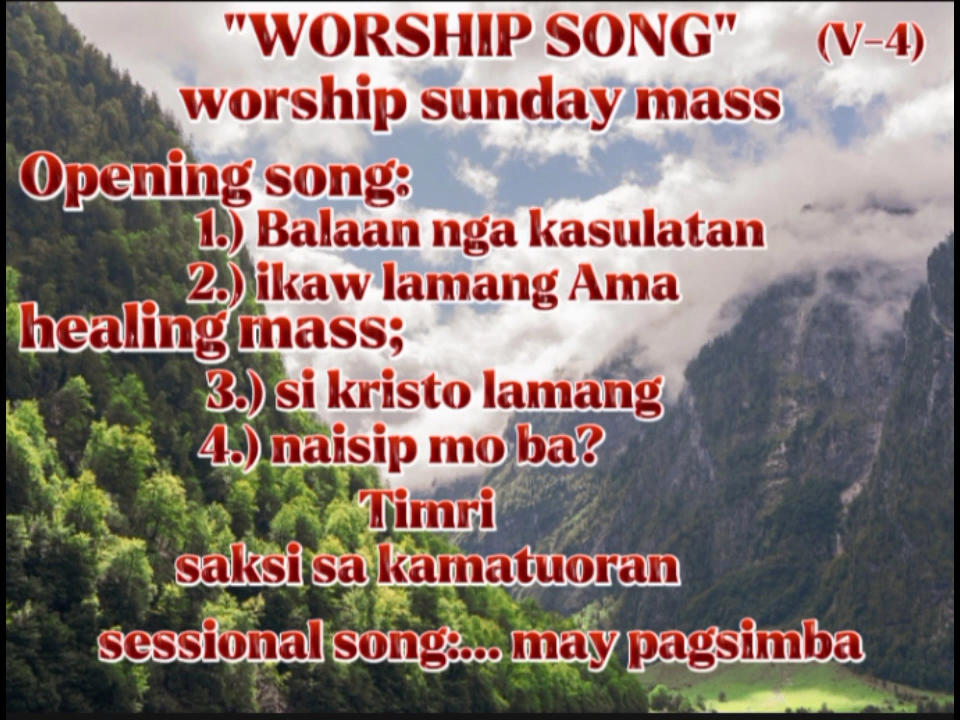 "WORSHIP SONG" (V-4)
worship sunday mass
Opening song:
1.) Balaan nga kasulatan
2.) ikaw lamang Ama
healing mass;
3.) si kristo lamang
4.) naisip mo ba?
Timri
saksi sa kamatuoran
sessional song:... may pagsimba